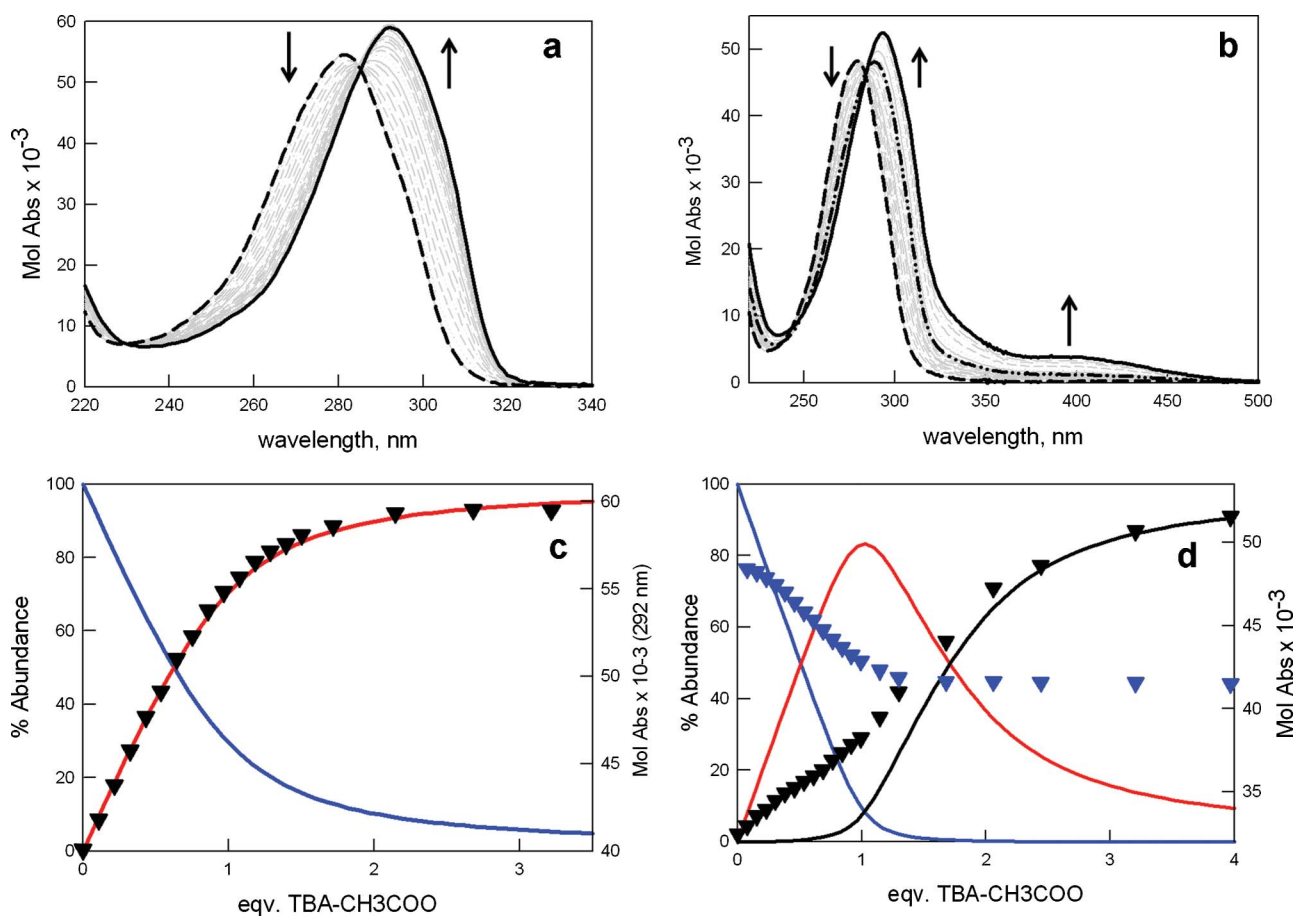 a
Mol Abs x 10-3
60
50
40
30
20
10
0
220 240 260 280 300 320 340
wavelength, nm
b
Mol Abs x 10-3
50
40
30
20
10
0
250 300 350 400 450 500
wavelength, nm
c
% Abundance
100
80
60
40
20
0
0 1 2 3
eqv. TBA-CH3COO
60
55
50
45
40
Mol Abs x 10-3 (292 nm)
d
% Abundance
100
80
60
40
20
0
0 1 2 3 4
eqv. TBA-CH3COO
50
45
40
35
Mol Abs x 10-3